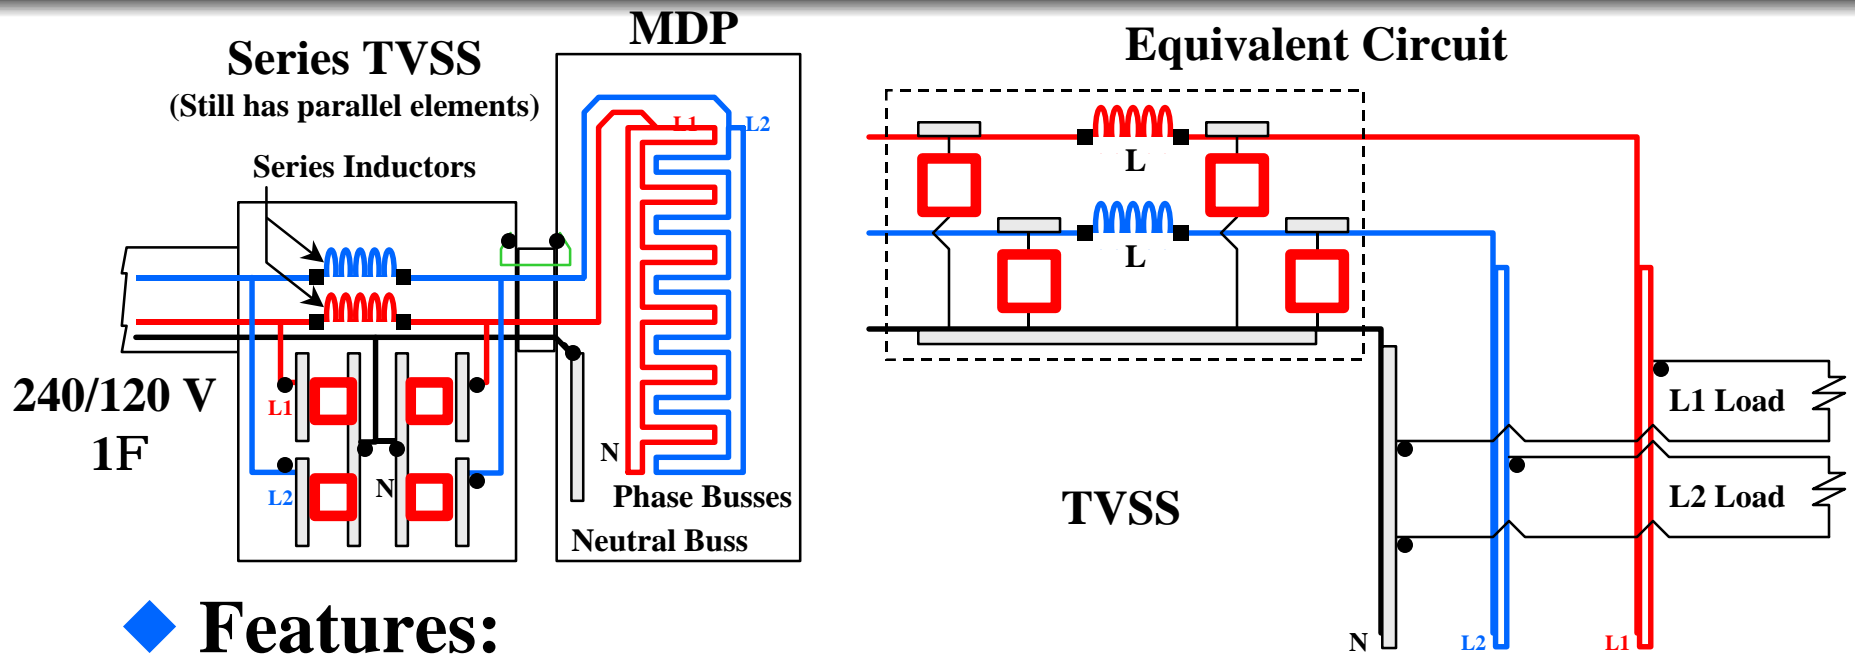 MDP
Series TVSS
(Still has parallel elements)
Equivalent Circuit
L1
L2
Series Inductors
L
L
240/120 V
1F
L1
L2
N
N
Phase Busses
Neutral Buss
TVSS
L1 Load
L2 Load
N
L2
L1
Features: